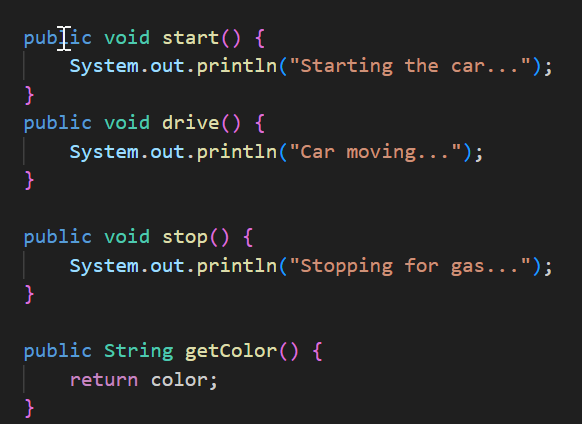 public void start() {
    System.out.println("Starting the car...");
}
public void drive() {
    System.out.println("Car moving...");
}
public void stop() {
    System.out.println("Stopping for gas...");
}
public String getColor() {
    return color;
}